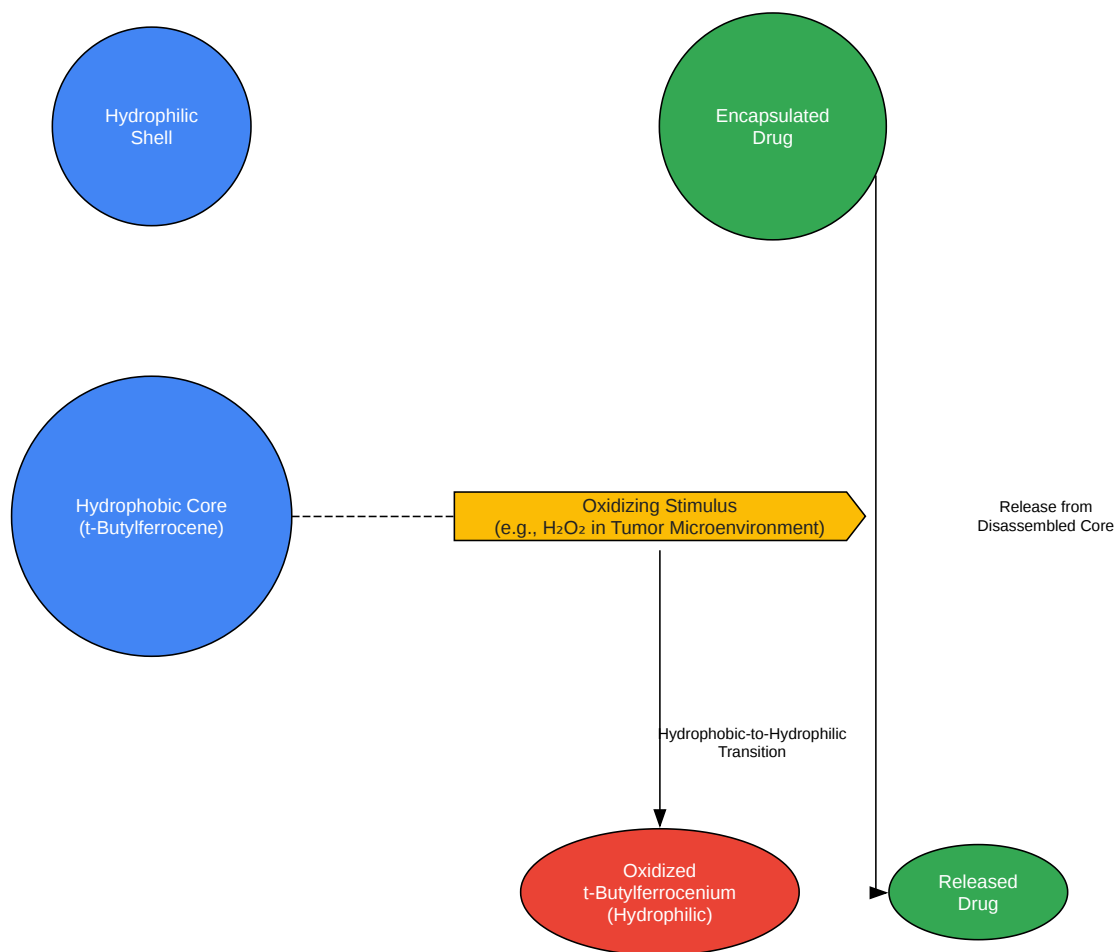 Hydrophilic
Shell
Encapsulated
Drug
Hydrophobic Core
(t-Butylferrocene)
Oxidizing Stimulus
(e.g., H₂O₂ in Tumor Microenvironment)
Release from
Disassembled Core
Hydrophobic-to-Hydrophilic
Transition
Oxidized
t-Butylferrocenium
(Hydrophilic)
Released
Drug